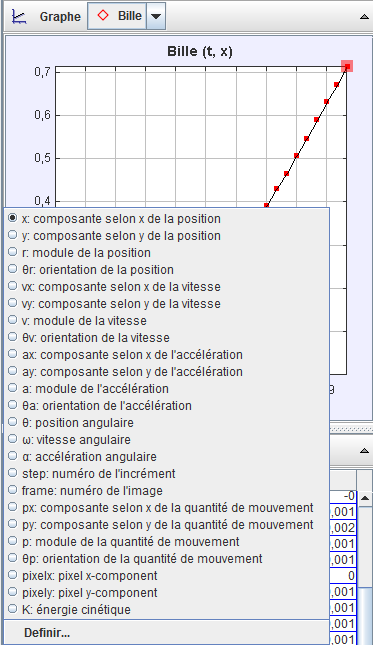 Graphe Bille
Bille (t, x)
0,7
0,6
0,5
0,4
x: composante selon x de la position
y: composante selon y de la position
r: module de la position
θr: orientation de la position
vx: composante selon x de la vitesse
vy: composante selon y de la vitesse
v: module de la vitesse
θv: orientation de la vitesse
ax: composante selon x de l'accélération
ay: composante selon y de l'accélération
a: module de l'accélération
9
θa: orientation de l'accélération
θ: position angulaire
ω: vitesse angulaire
α: accélération angulaire
step: numéro de l'incrément
frame: numéro de l'image
-0
px: composante selon x de la quantité de mouvement
,001
py: composante selon y de la quantité de mouvement
,002
p: module de la quantité de mouvement
,001
θp: orientation de la quantité de mouvement
,001
pixelx: pixel x-component
0
pixely: pixel y-component
,001
K: énergie cinétique
,001
Definir...
,001